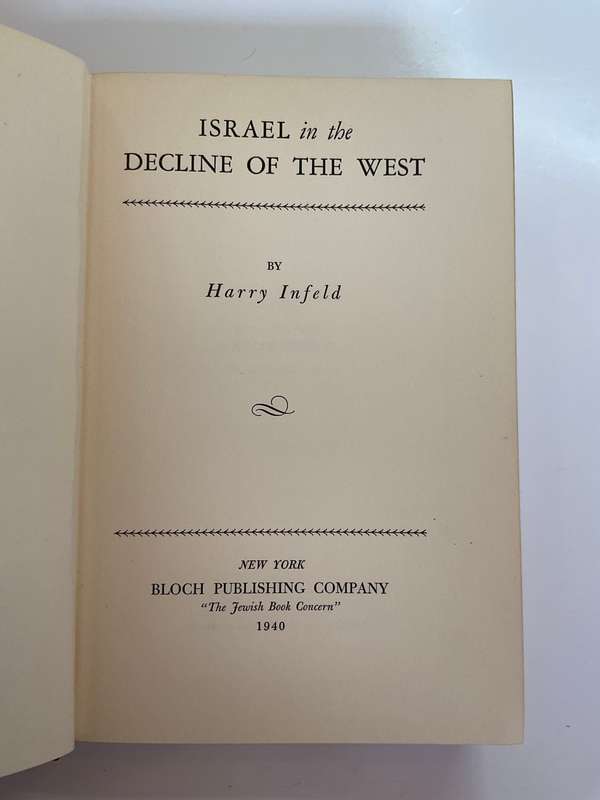 ISRAEL in the
DECLINE OF THE WEST
BY
Harry Infeld
NEW YORK
BLOCH PUBLISHING COMPANY
"The Jewish Book Concern"
1940